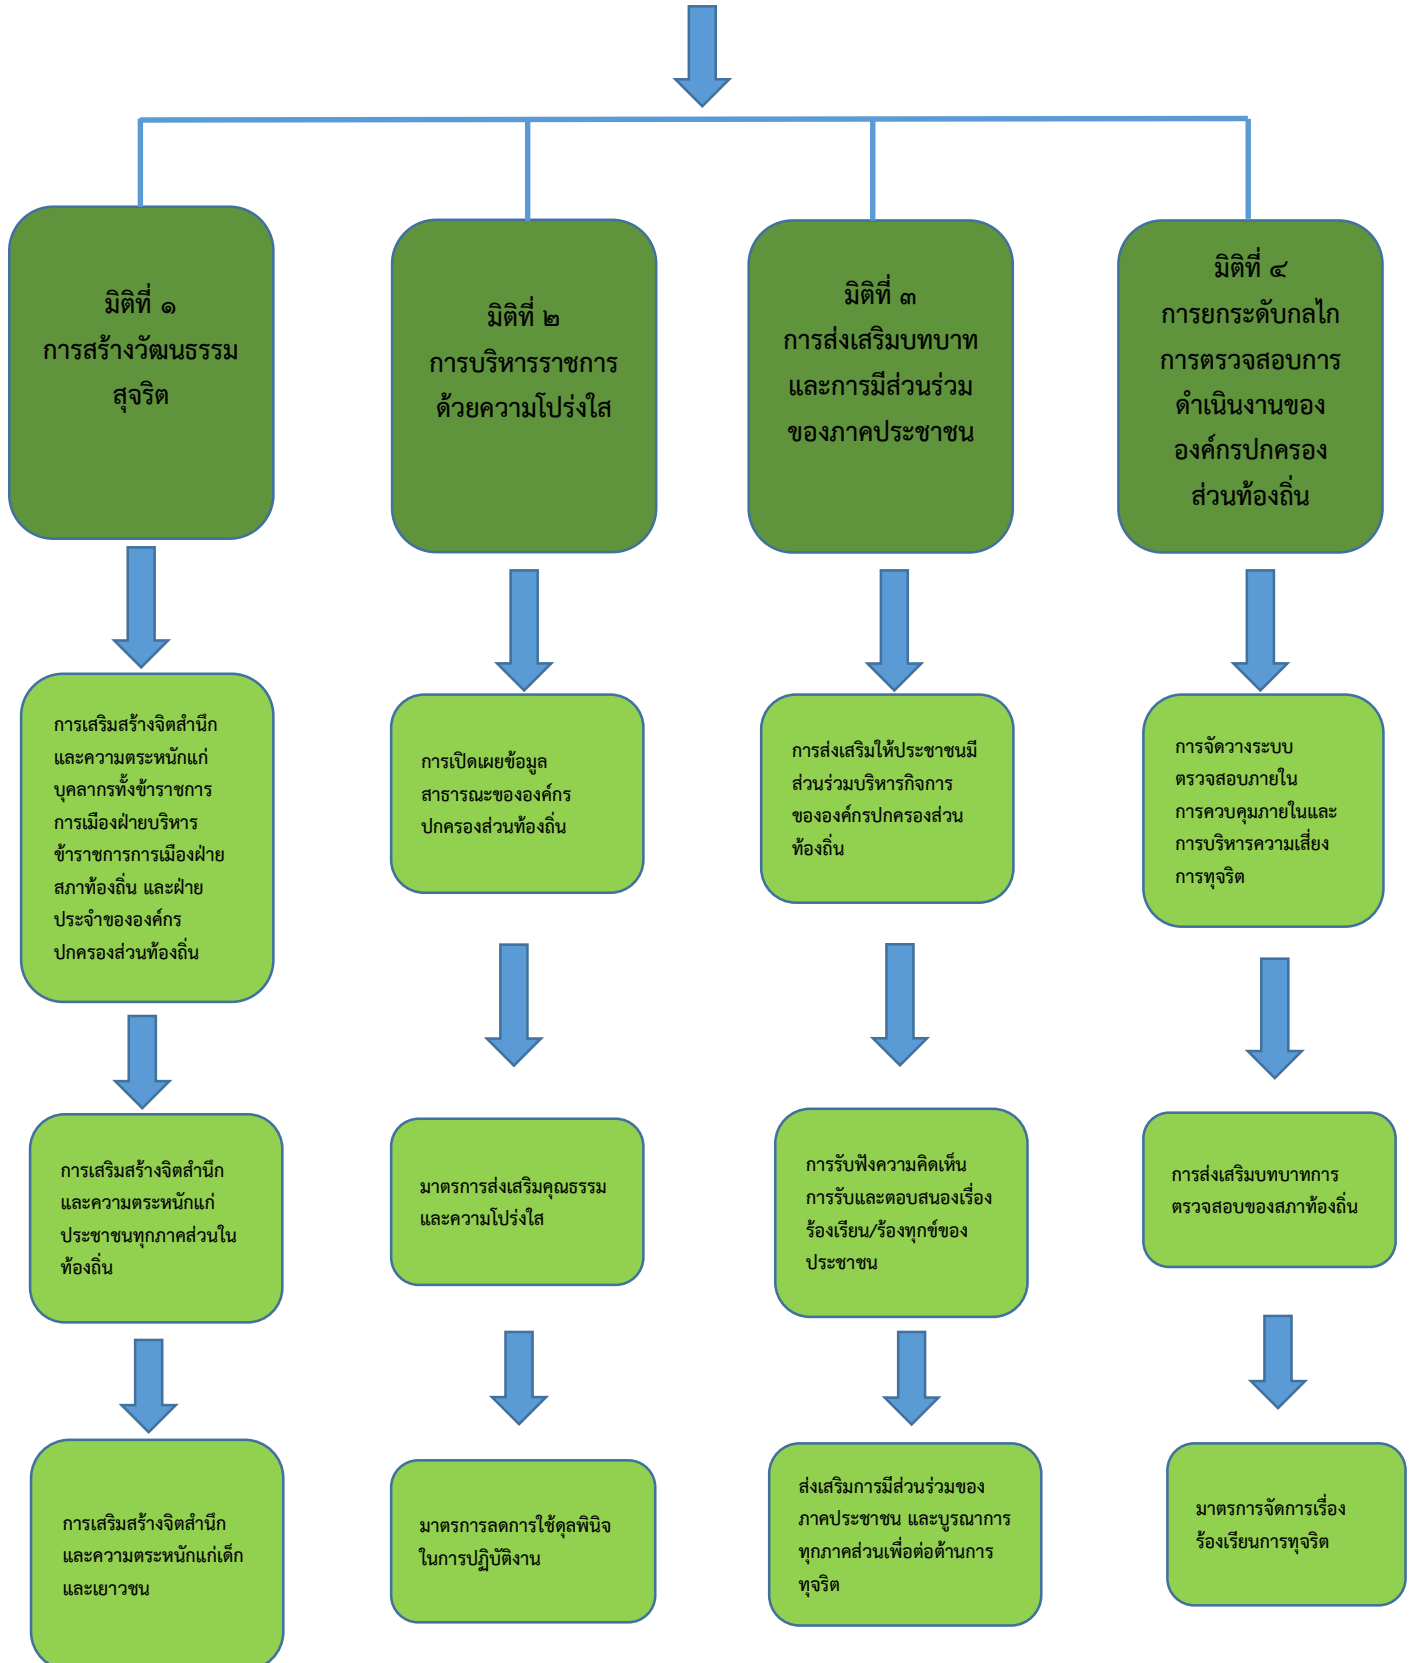 มิติที่ ๑
การสร้างวัฒนธรรม
สุจริต
มิติที่ ๒
การบริหารราชการ
ด้วยความโปร่งใส
มิติที่ ๓
การส่งเสริมบทบาท
และการมีส่วนร่วม
ของภาคประชาชน
มิติที่ ๔
การยกระดับกลไก
การตรวจสอบการ
ดำเนินงานของ
องค์กรปกครอง
ส่วนท้องถิ่น
การเสริมสร้างจิตสำนึก
และความตระหนักแก่
บุคลากรทั้งข้าราชการ
การเมืองฝ่ายบริหาร
ข้าราชการการเมืองฝ่าย
สภาท้องถิ่น และฝ่าย
ประจำขององค์กร
ปกครองส่วนท้องถิ่น
การเปิดเผยข้อมูล
สาธารณะขององค์กร
ปกครองส่วนท้องถิ่น
การส่งเสริมให้ประชาชนมี
ส่วนร่วมบริหารกิจการ
ขององค์กรปกครองส่วน
ท้องถิ่น
การจัดวางระบบ
ตรวจสอบภายใน
การควบคุมภายในและ
การบริหารความเสี่ยง
การทุจริต
การเสริมสร้างจิตสำนึก
และความตระหนักแก่
ประชาชนทุกภาคส่วนใน
ท้องถิ่น
มาตรการส่งเสริมคุณธรรม
และความโปร่งใส
การรับฟังความคิดเห็น
การรับและตอบสนองเรื่อง
ร้องเรียน/ร้องทุกข์ของ
ประชาชน
การส่งเสริมบทบาทการ
ตรวจสอบของสภาท้องถิ่น
การเสริมสร้างจิตสำนึก
และความตระหนักแก่เด็ก
และเยาวชน
มาตรการลดการใช้ดุลพินิจ
ในการปฏิบัติงาน
ส่งเสริมการมีส่วนร่วมของ
ภาคประชาชน และบูรณาการ
ทุกภาคส่วนเพื่อต่อต้านการ
ทุจริต
มาตรการจัดการเรื่อง
ร้องเรียนการทุจริต